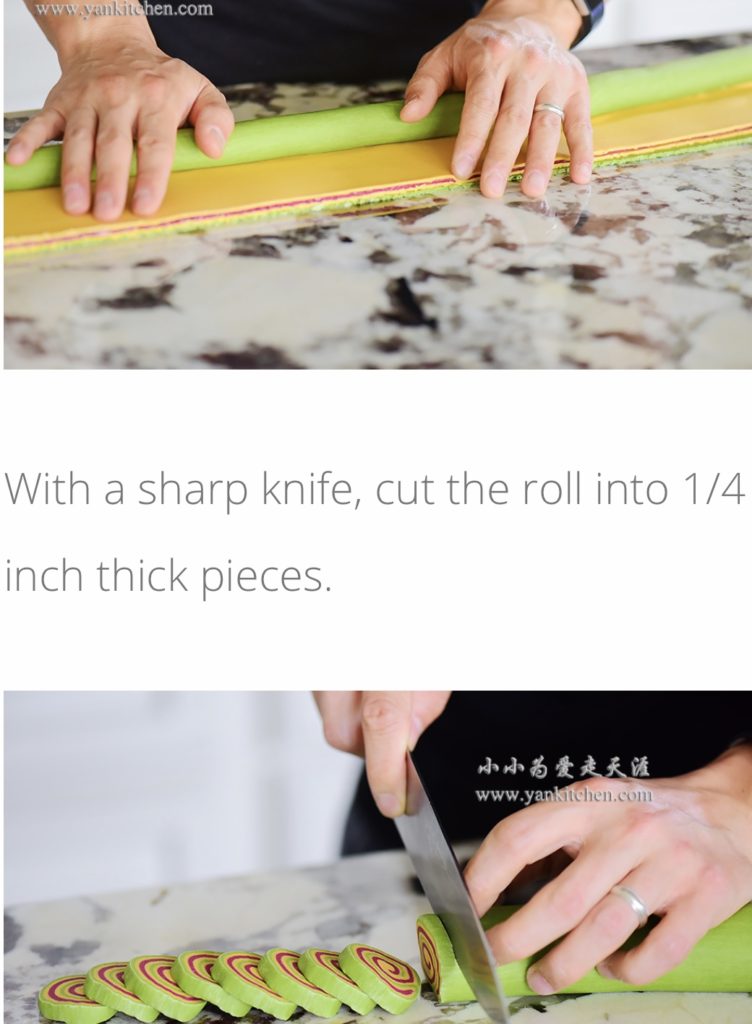 www.yankitchen.com
With a sharp knife, cut the roll into 1/4
inch thick pieces.
小小为爱走天涯
www.yankitchen.com